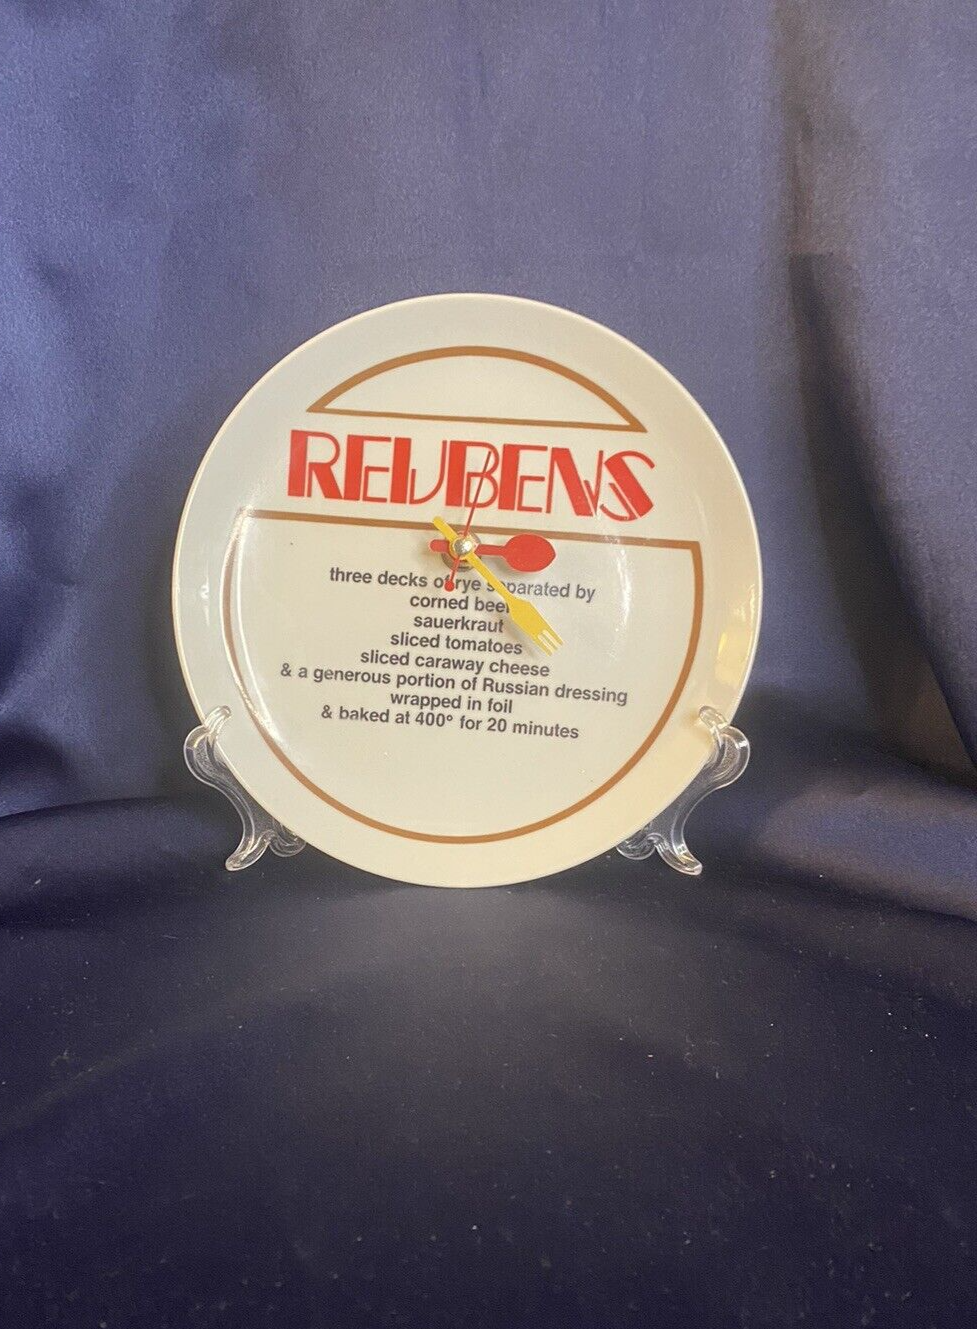 REUBENS
three decks of rye separated by
corned beef
sauerkraut
sliced tomatoes
sliced caraway cheese
& a generous portion of Russian dressing
wrapped in foil
& baked at 400° for 20 minutes